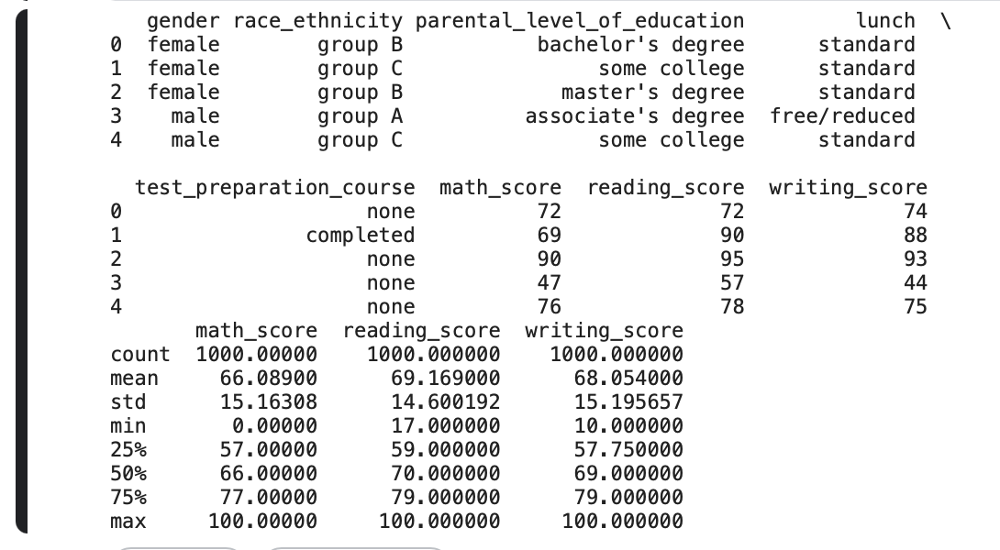 gender race_ethnicity parental_level_of_education lunch \
0 female group B bachelor's degree standard
1 female group C some college standard
2 female group B master's degree standard
3 male group A associate's degree free/reduced
4 male group C some college standard
test_preparation_course math_score reading_score writing_score
0 none 72 72 74
1 completed 69 90 88
2 none 90 95 93
3 none 47 57 44
4 none 76 78 75
math_score reading_score writing_score
count 1000.00000 1000.000000 1000.000000
mean 66.08900 69.169000 68.054000
std 15.16308 14.600192 15.195657
min 0.00000 17.000000 10.000000
25% 57.00000 59.000000 57.750000
50% 66.00000 70.000000 69.000000
75% 77.00000 79.000000 79.000000
max 100.00000 100.000000 100.000000